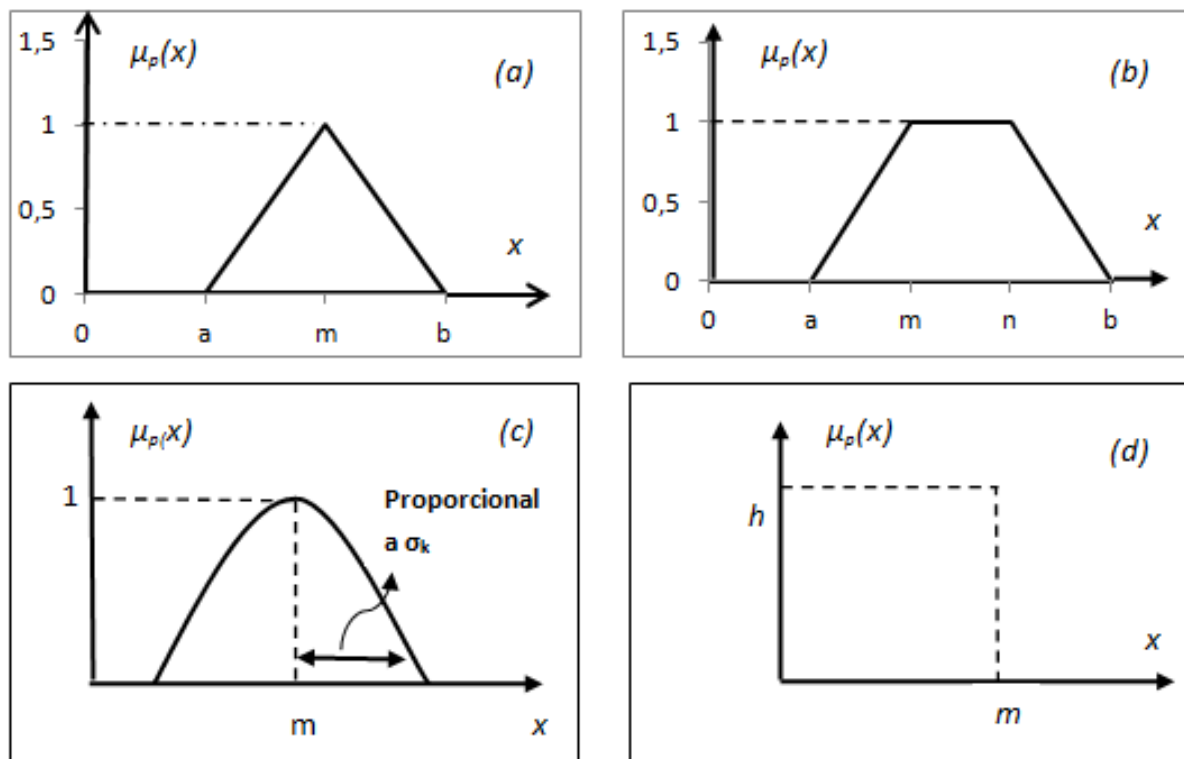 1,5
μₚ(x)
(a)
1
0,5
x
0
0
a
m
b
1,5
μₚ(x)
(b)
1
0,5
x
0
0
a
m
n
b
μₚ₍x)
(c)
1
Proporcional
a σₖ
m
x
μₚ(x)
(d)
h
x
m